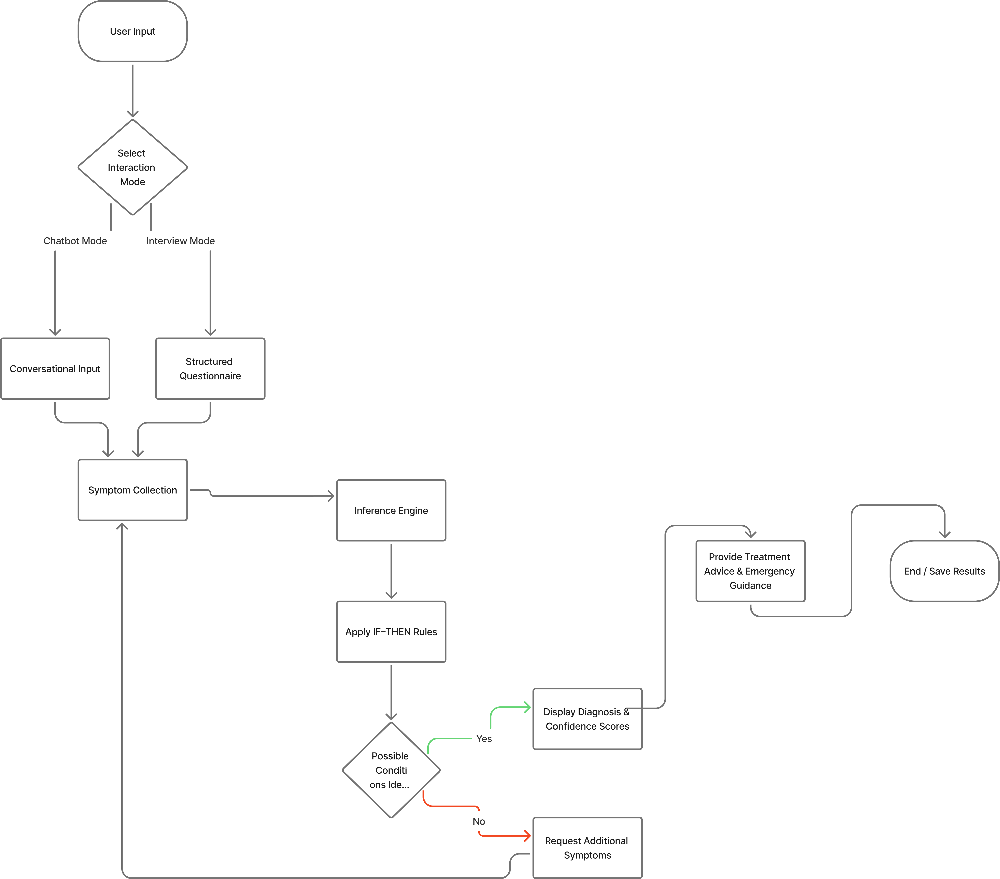 User Input
Select
Interaction
Mode
Chatbot Mode
Interview Mode
Conversational Input
Structured
Questionnaire
Symptom Collection
Inference Engine
Apply IF–THEN Rules
Possible
Conditi
ons Ide...
Yes
No
Display Diagnosis &
Confidence Scores
Request Additional
Symptoms
Provide Treatment
Advice & Emergency
Guidance
End / Save Results